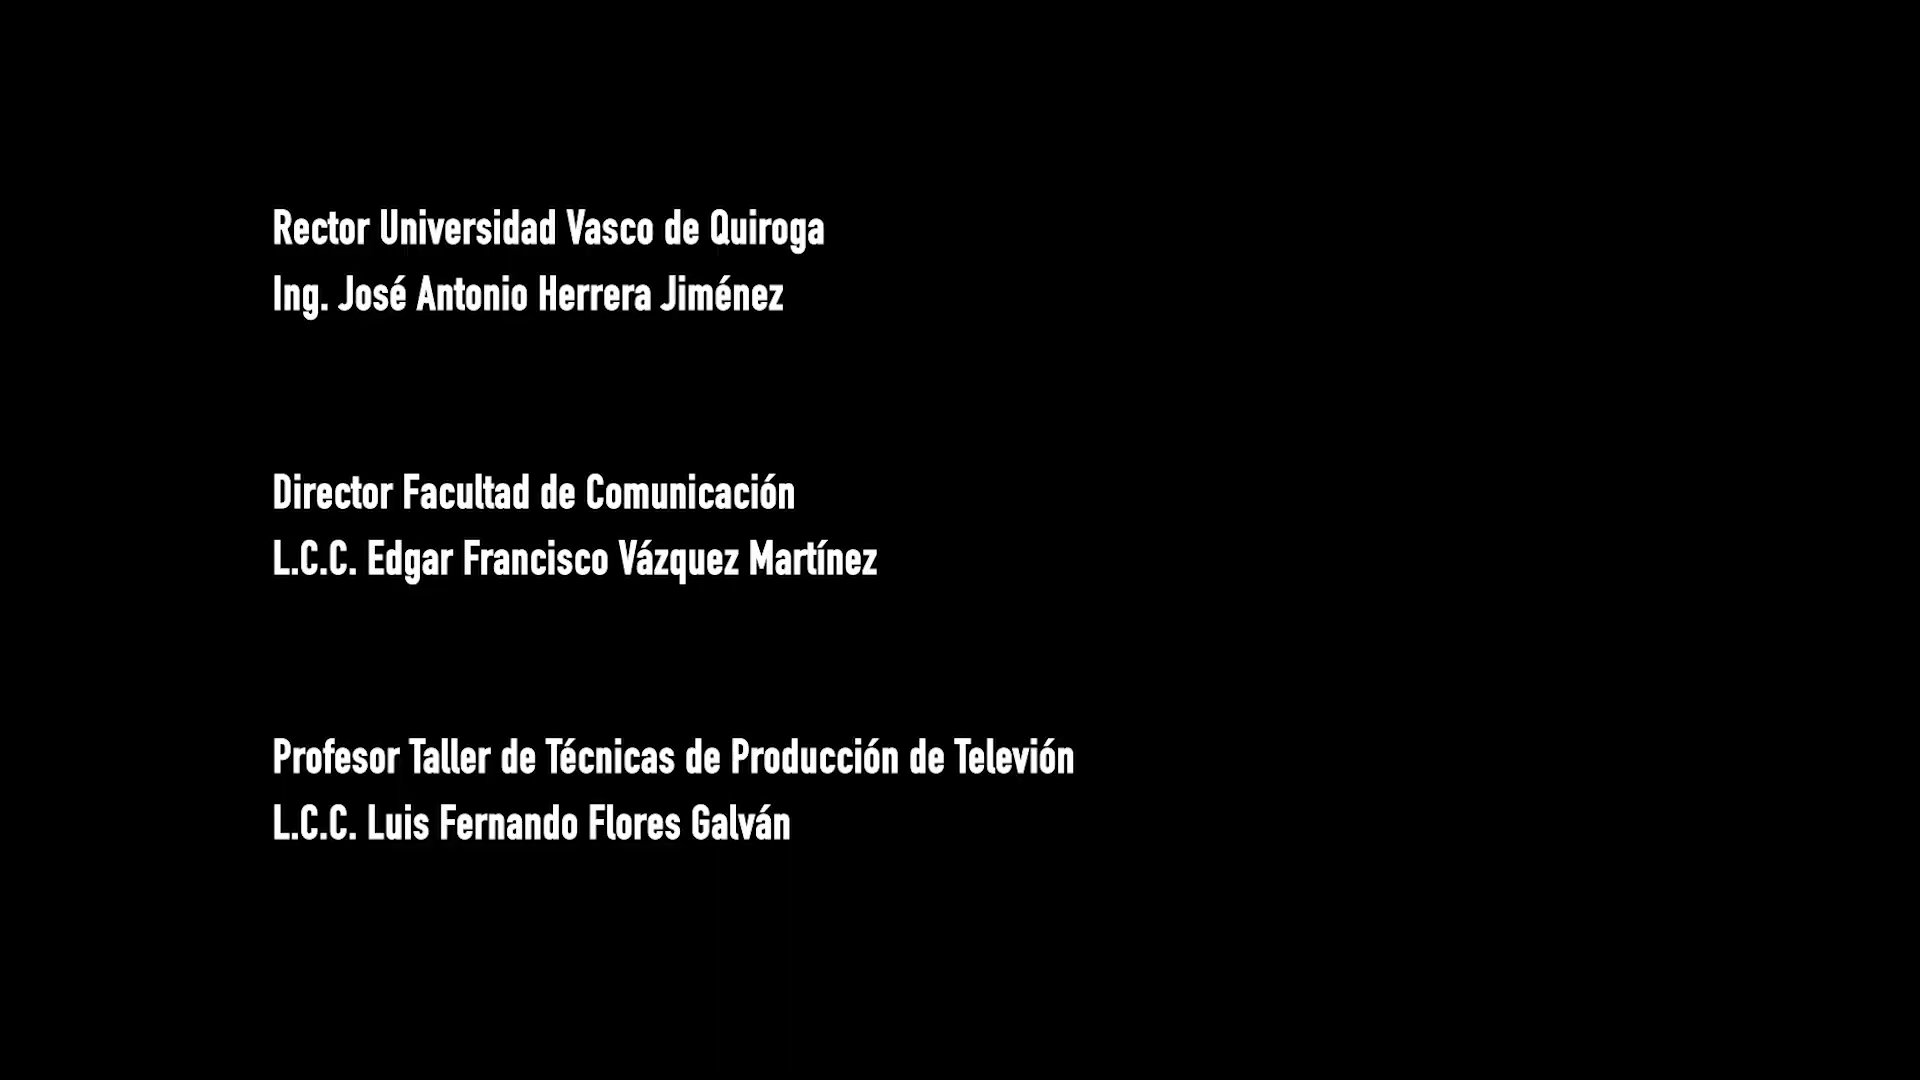 Rector Universidad Vasco de Quiroga
Ing. José Antonio Herrera Jiménez
Director Facultad de Comunicación
L.C.C. Edgar Francisco Vázquez Martínez
Profesor Taller de Técnicas de Producción de Televión
L.C.C. Luis Fernando Flores Galván